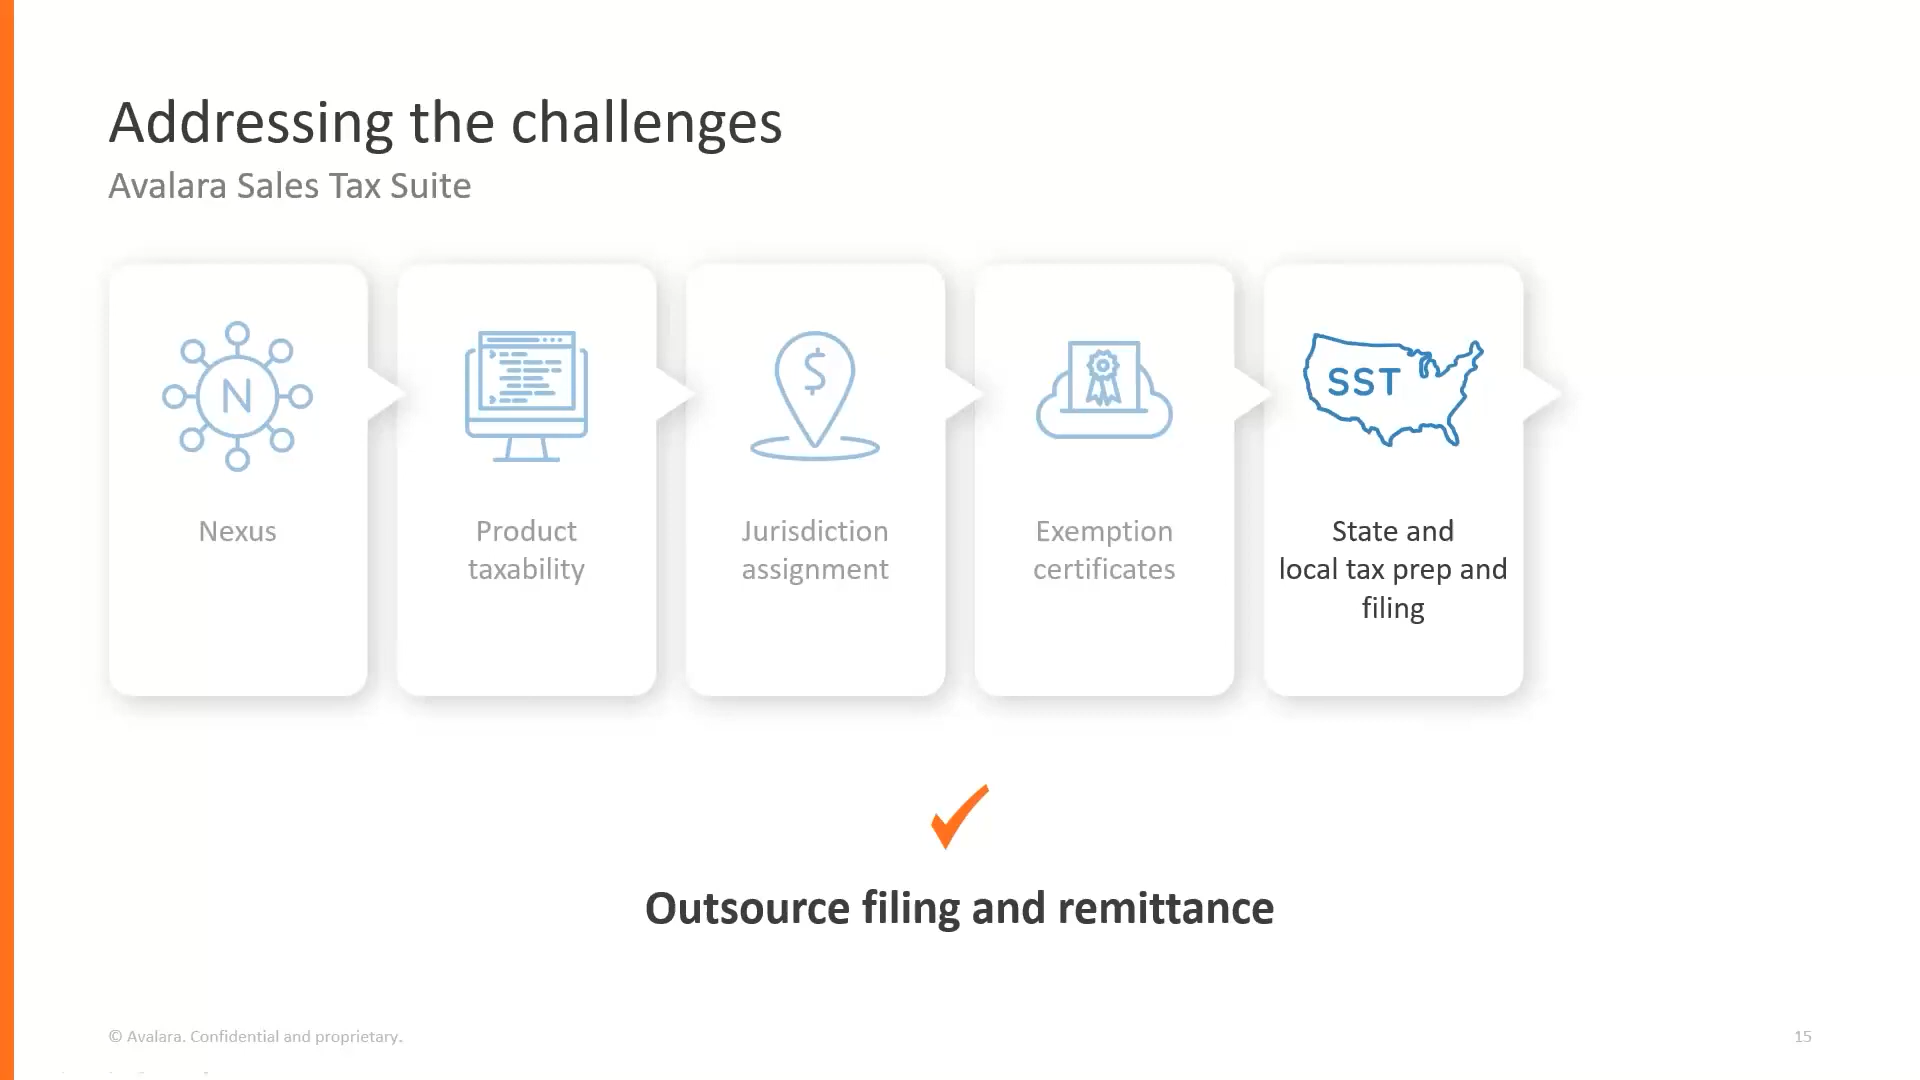 Addressing the challenges
Avalara Sales Tax Suite
N
$
SST
Nexus
Product
taxability
Jurisdiction
assignment
Exemption
certificates
State and
local tax prep and
filing
Outsource filing and remittance
© Avalara. Confidential and proprietary.
15